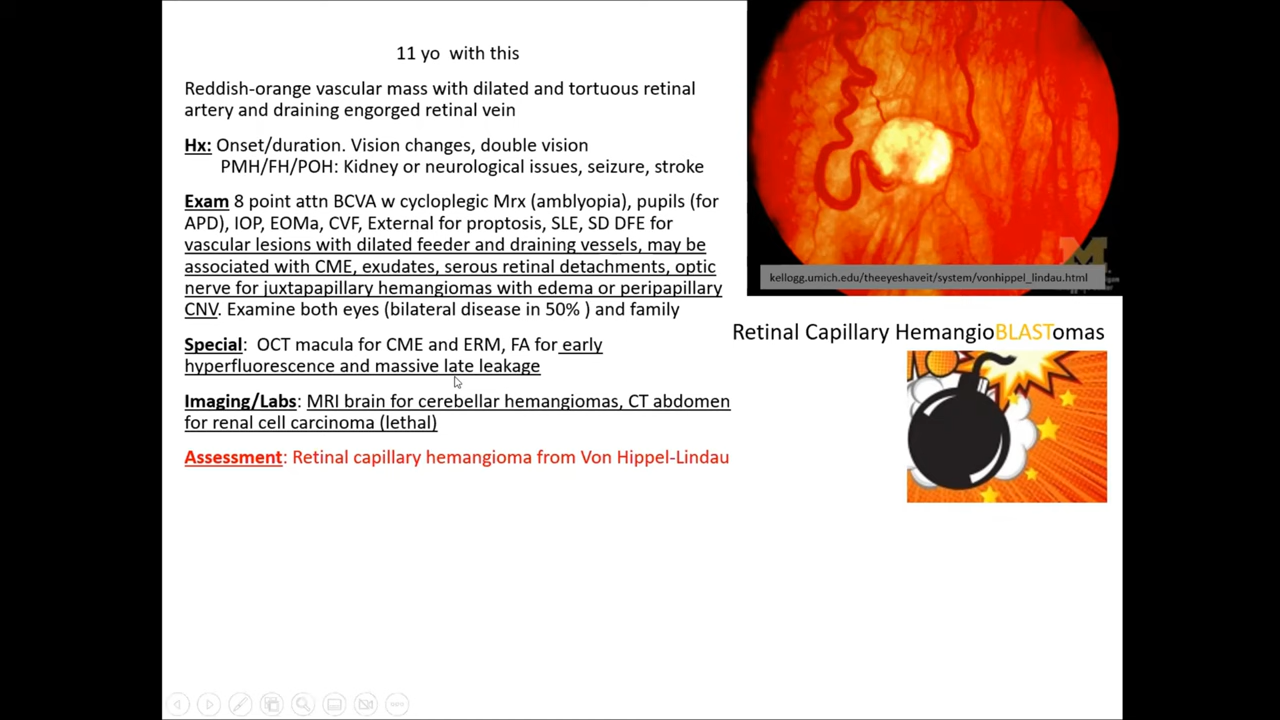 11 yo with this
Reddish-orange vascular mass with dilated and tortuous retinal
artery and draining engorged retinal vein
Hx: Onset/duration. Vision changes, double vision
PMH/FH/POH: Kidney or neurological issues, seizure, stroke
Exam 8 point attn BCVA w cycloplegic Mrx (amblyopia), pupils (for
APD), IOP, EOMa, CVF, External for proptosis, SLE, SD DFE for
vascular lesions with dilated feeder and draining vessels, may be
associated with CME, exudates, serous retinal detachments, optic
nerve for juxtapapillary hemangiomas with edema or peripapillary
CNV. Examine both eyes (bilateral disease in 50% ) and family
Special: OCT macula for CME and ERM, FA for early
hyperfluorescence and massive late leakage
Imaging/Labs: MRI brain for cerebellar hemangiomas, CT abdomen
for renal cell carcinoma (lethal)
Assessment: Retinal capillary hemangioma from Von Hippel-Lindau
kellogg.umich.edu/theeyeshaveit/system/vonhippel_lindau.html
Retinal Capillary HemangioBLASTomas